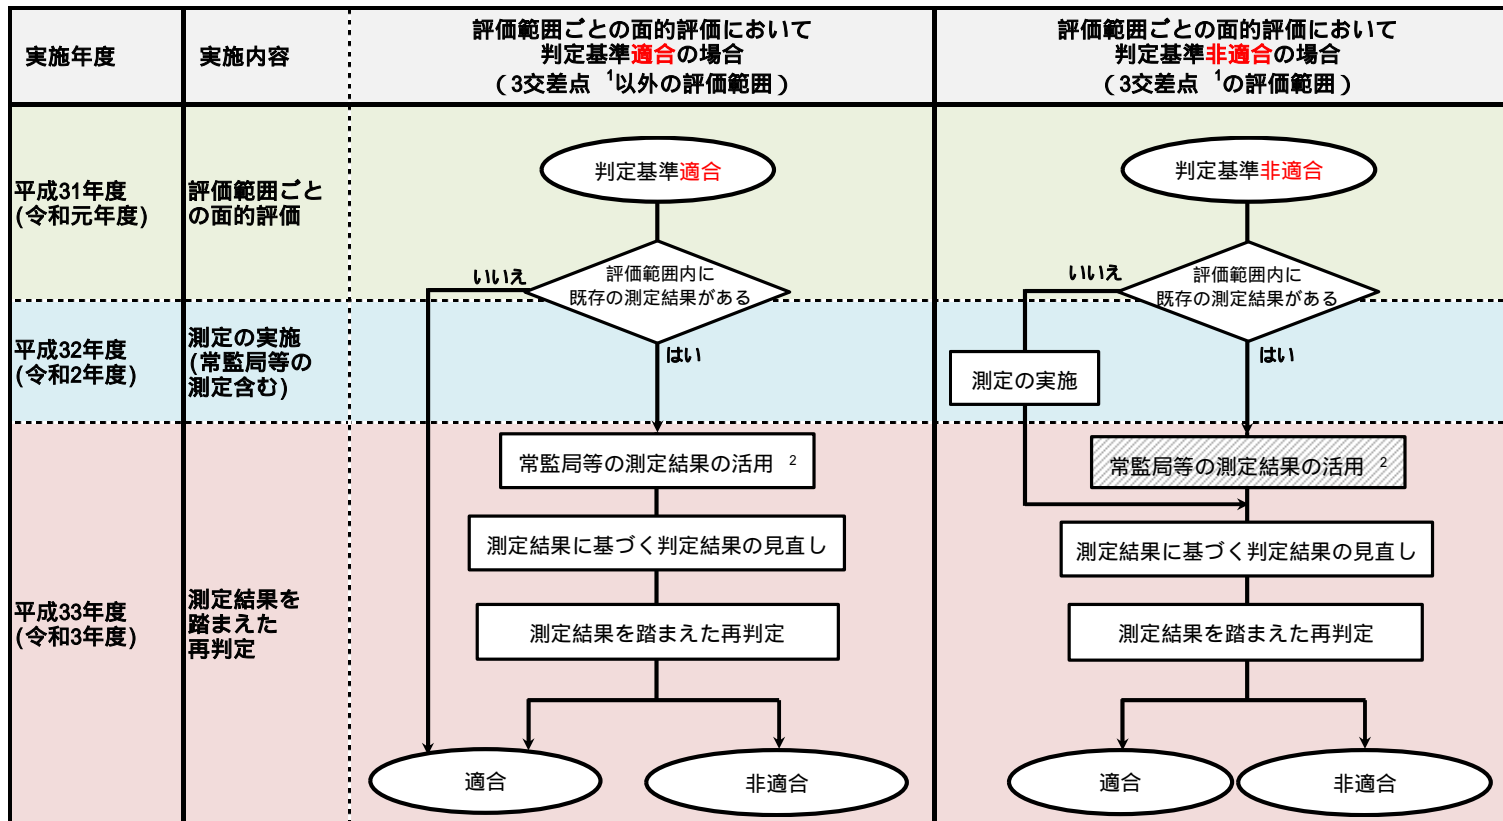 実施年度
実施内容
評価範囲ごとの面的評価において
判定基準適合の場合
（3交差点 1以外の評価範囲）
評価範囲ごとの面的評価において
判定基準非適合の場合
（3交差点 1の評価範囲）
平成31年度
(令和元年度)
評価範囲ごと
の面的評価
判定基準適合
評価範囲内に
既存の測定結果がある
いいえ
はい
判定基準非適合
評価範囲内に
既存の測定結果がある
いいえ
はい
平成32年度
(令和2年度)
測定の実施
(常監局等の
測定含む)
測定の実施
平成33年度
(令和3年度)
測定結果を
踏まえた
再判定
常監局等の測定結果の活用 2
測定結果に基づく判定結果の見直し
測定結果を踏まえた再判定
適合
非適合
常監局等の測定結果の活用 2
測定結果に基づく判定結果の見直し
測定結果を踏まえた再判定
適合
非適合